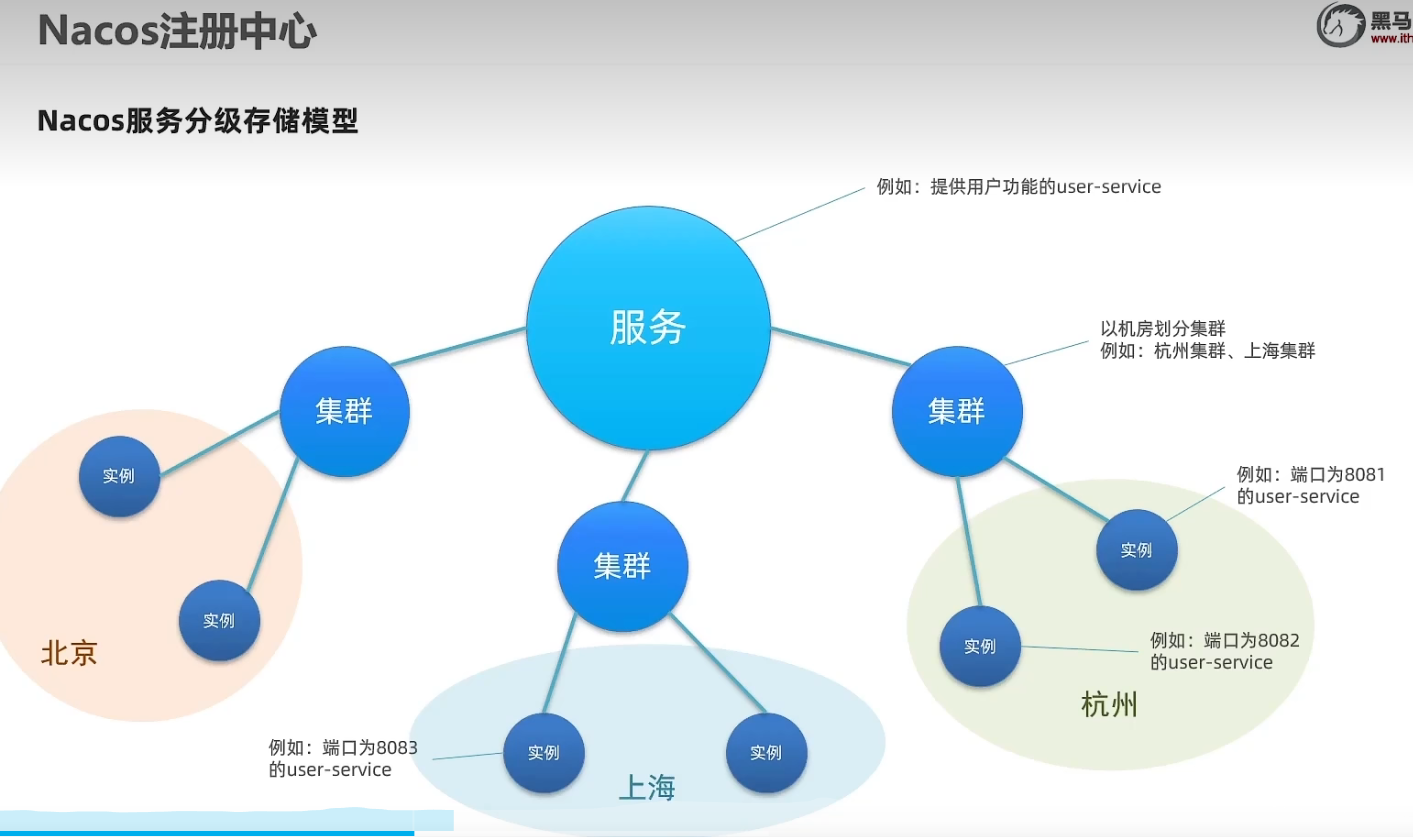 Nacos注册中心
黑马
www.ith
Nacos服务分级存储模型
例如：提供用户功能的user-service
服务
以机房划分集群
例如：杭州集群、上海集群
集群
集群
实例
例如：端口为8081
的user-service
实例
集群
实例
实例
例如：端口为8082
的user-service
北京
杭州
例如：端口为8083
的user-service
实例
实例
上海